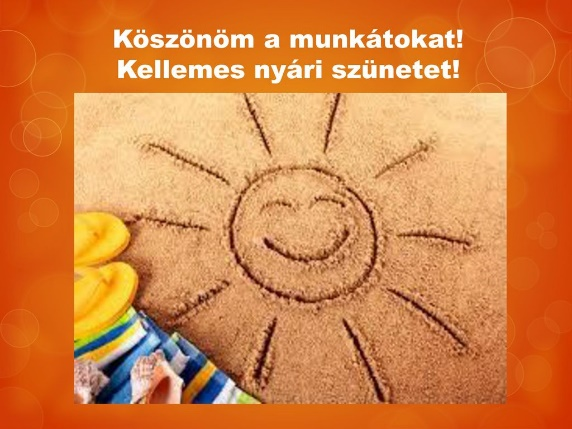 Köszönöm a munkátokat!
Kellemes nyári szünetet!